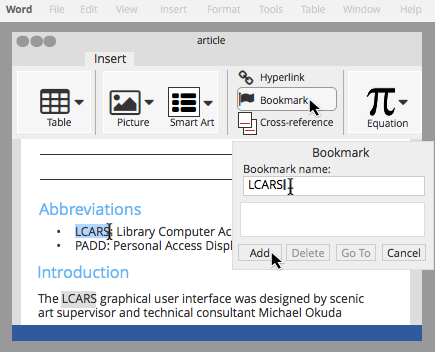 Word File Edit View Insert Format Tools Table Window Help
article
Insert
Hyperlink
Bookmark
Cross-reference
Table Picture Smart Art Equation
Bookmark
Bookmark name:
LCARS
Add Delete Go To Cancel
Abbreviations
• LCARS: Library Computer Ac
• PADD: Personal Access Displ
Introduction
The LCARS graphical user interface was designed by scenic
art supervisor and technical consultant Michael Okuda